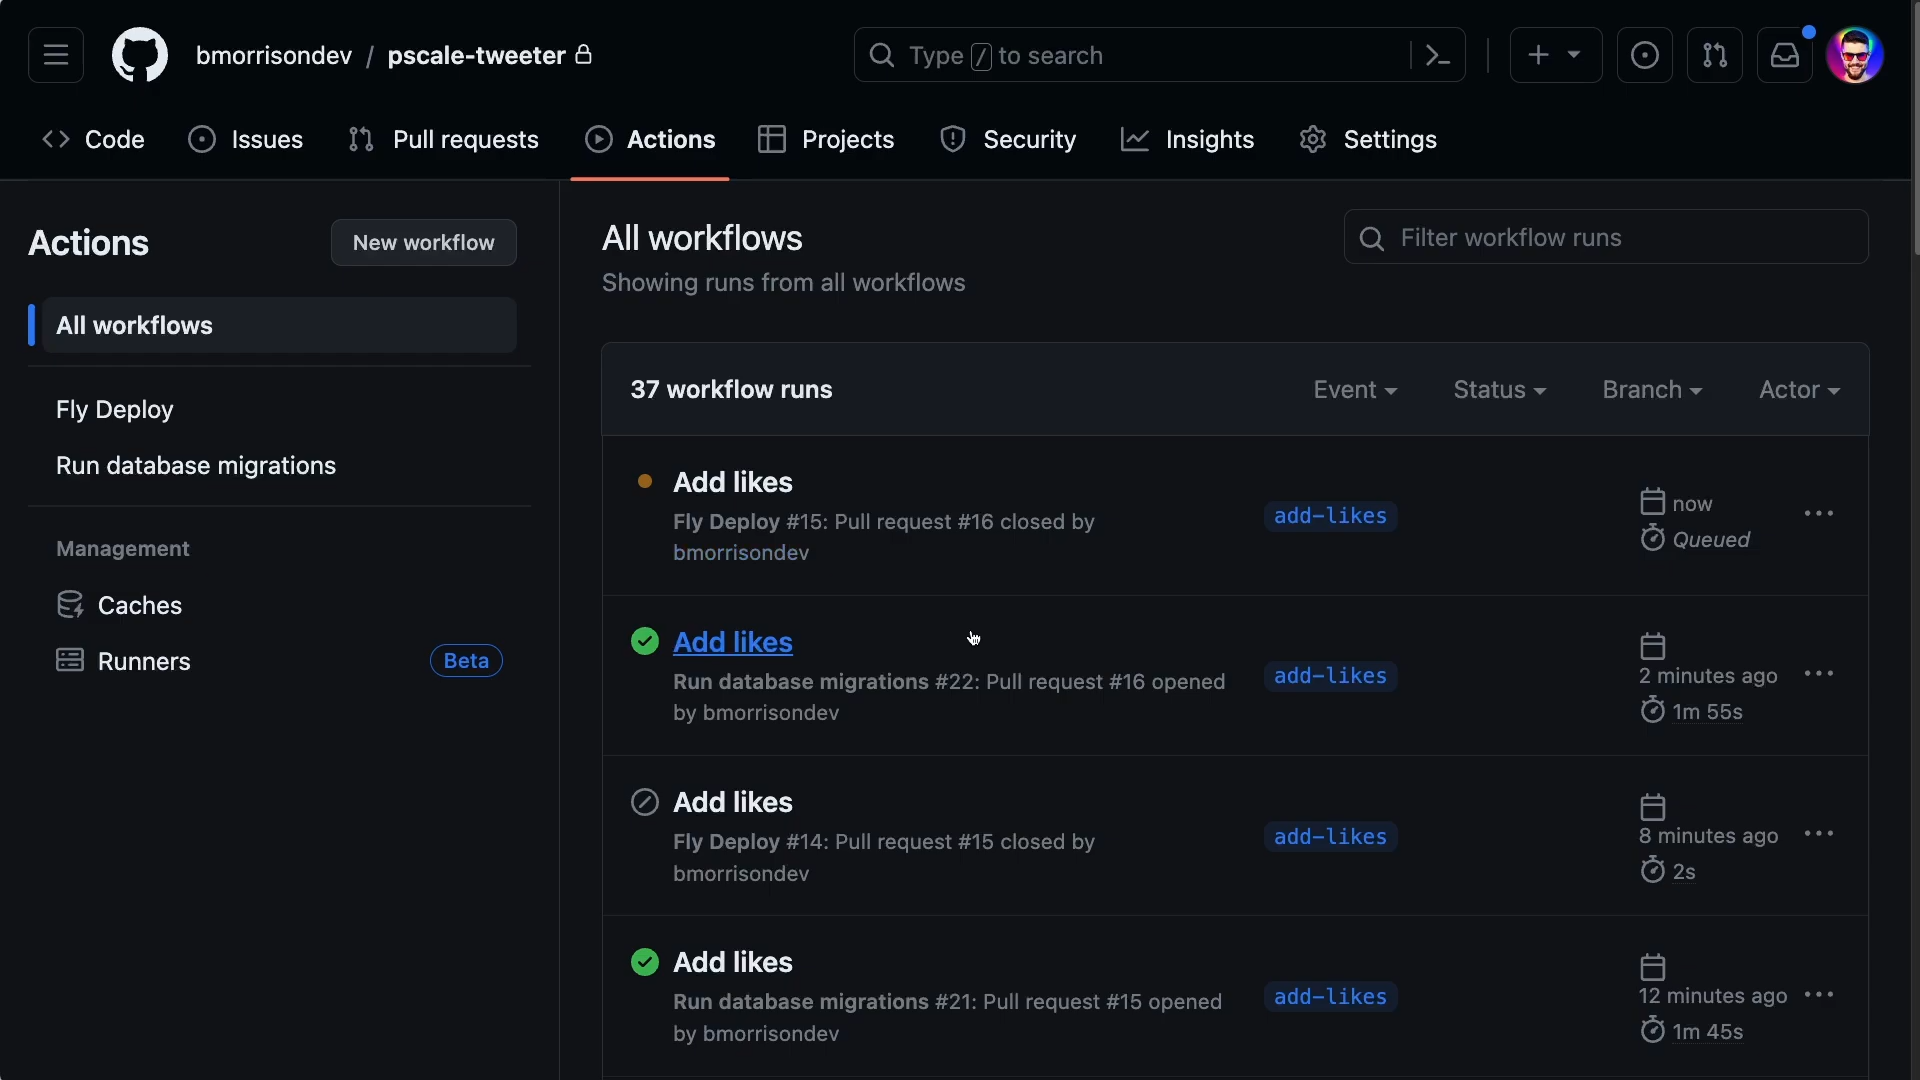 bmorrisondev / pscale-tweeter
Type / to search
Code
Issues
Pull requests
Actions
Projects
Security
Insights
Settings
Actions
New workflow
All workflows
Fly Deploy
Run database migrations
Management
Caches
Runners
Beta
All workflows
Showing runs from all workflows
Filter workflow runs
37 workflow runs
Event
Status
Branch
Actor
Add likes
Fly Deploy #15: Pull request #16 closed by
bmorrisondev
add-likes
now
Queued
Add likes
Run database migrations #22: Pull request #16 opened
by bmorrisondev
add-likes
2 minutes ago
1m 55s
Add likes
Fly Deploy #14: Pull request #15 closed by
bmorrisondev
add-likes
8 minutes ago
2s
Add likes
Run database migrations #21: Pull request #15 opened
by bmorrisondev
add-likes
12 minutes ago
1m 45s